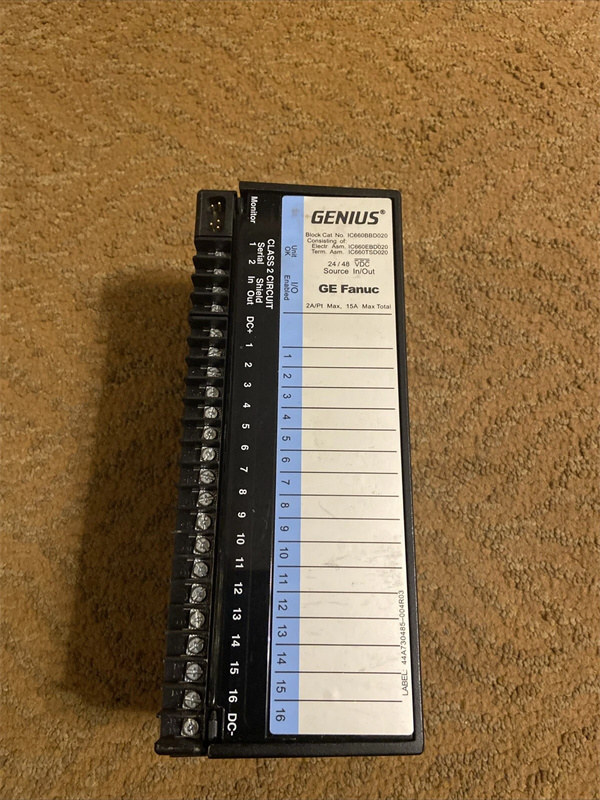 GENIUS®
Block Cat. No. IC660BBD020
Consisting of:
Electr. Asm. IC660EBD020
Term. Asm. IC660TSD020
24/48 VDC
Source In/Out
GE Fanuc
2A/Pt Max, 15A Max Total
Monitor
CLASS 2 CIRCUIT
Serial Shield
1 2 In Out DC+ 1 2 3 4 5 6 7 8 9 10 11 12 13 14 15 16 DC-
Unit
OK
I/O
Enabled
1
2
3
4
5
6
7
8
9
10
11
12
13
14
15
16
LABEL: 44A730485-004R03